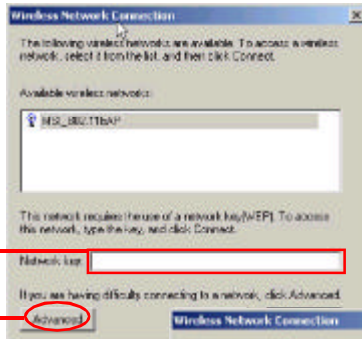 Wireless Network Connection
The following wireless networks are available. To access a wireless
network, select it from the list, and then click Connect.
Available wireless networks:
MSI_802.11bAP
This network requires the use of a network key(WEP). To access
this network, type the key, and click Connect.
Network key:
If you are having difficulty connecting to a network, click Advanced.
Advanced
Wireless Network Connection